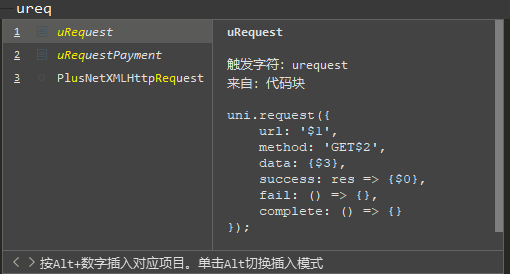 ureq
1 uRequest
2 uRequestPayment
3 PlusNetXMLHttpRequest
uRequest
触发字符: urequest
来自: 代码块
uni.request({
    url: '$1',
    method: 'GET$2',
    data: {$3},
    success: res => {$0},
    fail: () => {},
    complete: () => {}
});
按Alt+数字插入对应项目。单击Alt切换插入模式